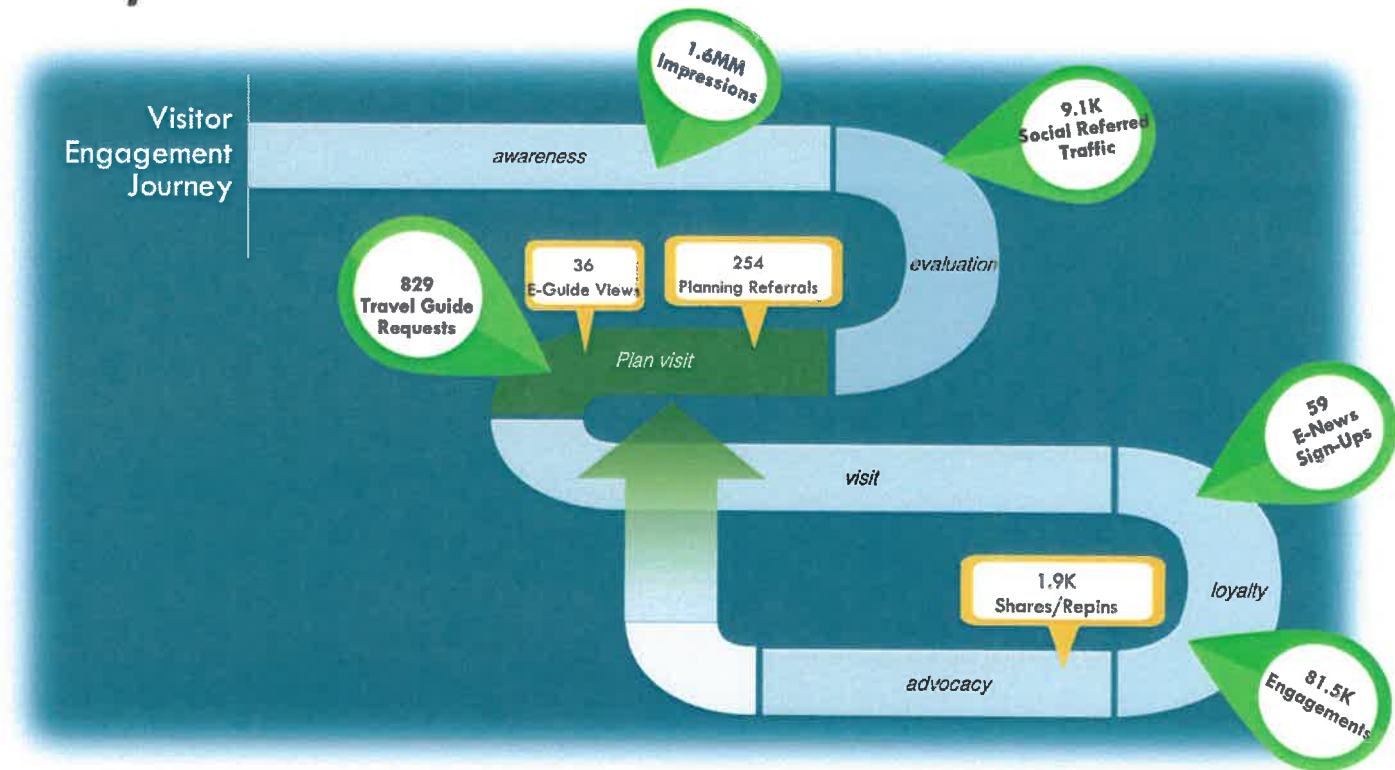 Visitor
Engagement
Journey
1.6MM
Impressions
awareness
9.1K
Social Referred
Traffic
evaluation
829
Travel Guide
Requests
36
E-Guide Views
254
Planning Referrals
Plan visit
visit
59
E-News
Sign-Ups
loyalty
1.9K
Shares/Repins
advocacy
81.5K
Engagements